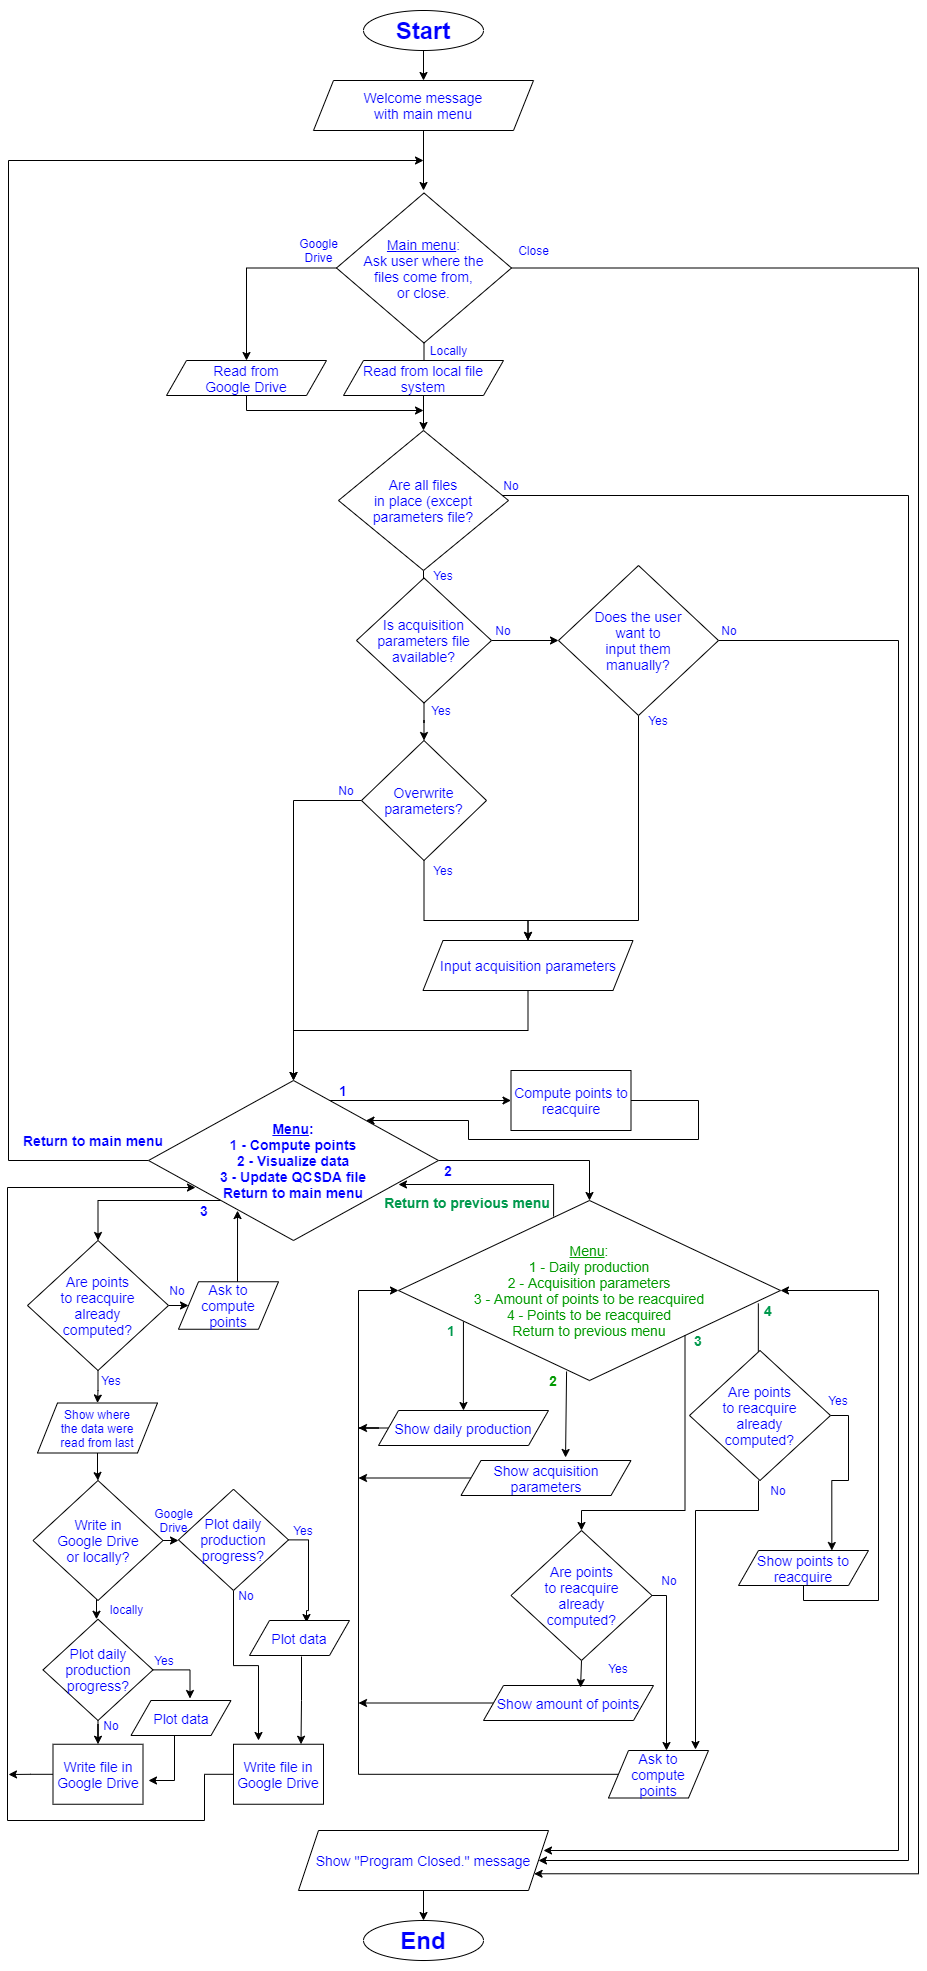 Start
Welcome message
with main menu
Google
Drive
Main menu:
Ask user where the
files come from,
or close.
Close
Locally
Read from
Google Drive
Read from local file
system
Are all files
in place (except
parameters file?
No
Yes
Is acquisition
parameters file
available?
No
Does the user
want to
input them
manually?
No
Yes
Yes
No
Overwrite
parameters?
Yes
Input acquisition parameters
1
Compute points to
reacquire
Return to main menu
Menu:
1 - Compute points
2 - Visualize data
3 - Update QCSDA file
Return to main menu
2
3
Return to previous menu
Menu:
1 - Daily production
2 - Acquisition parameters
3 - Amount of points to be reacquired
4 - Points to be reacquired
Return to previous menu
1
2
3
4
Are points
to reacquire
already
computed?
No
Ask to
compute
points
Yes
Show where
the data were
read from last
Write in
Google Drive
or locally?
Google
Drive
Plot daily
production
progress?
Yes
No
Plot data
locally
Plot daily
production
progress?
Yes
Plot data
No
Write file in
Google Drive
Write file in
Google Drive
Show daily production
Show acquisition
parameters
Are points
to reacquire
already
computed?
Yes
No
Show points to
reacquire
Are points
to reacquire
already
computed?
No
Yes
Show amount of points
Ask to
compute
points
Show "Program Closed." message
End